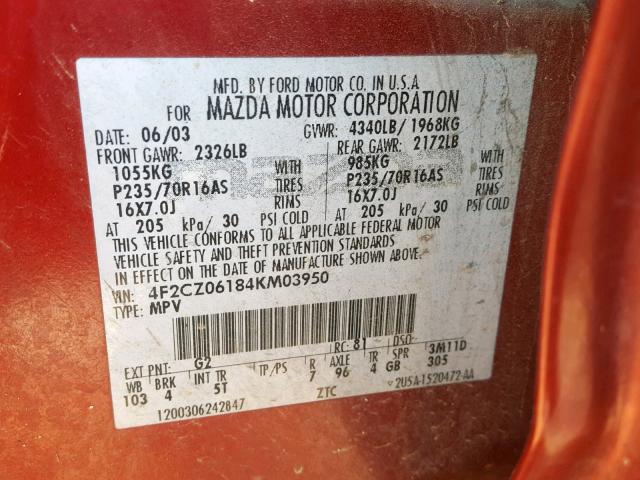 MFD. BY FORD MOTOR CO. IN U.S.A
FOR MAZDA MOTOR CORPORATION
DATE: 06/03 GVWR: 4340LB/ 1968KG
FRONT GAWR: 2326LB REAR GAWR: 2172LB
1055KG WITH 985KG WITH
P235/70R16AS TIRES P235/70R16AS TIRES
16X7.0J RIMS 16X7.0J RIMS
AT 205 kPa/ 30 PSI COLD AT 205 kPa/ 30 PSI COLD
THIS VEHICLE CONFORMS TO ALL APPLICABLE FEDERAL MOTOR
VEHICLE SAFETY AND THEFT PREVENTION STANDARDS
IN EFFECT ON THE DATE OF MANUFACTURE SHOWN ABOVE.
VIN: 4F2CZ06184KM03950
TYPE: MPV
EXT PNT: G2 RC: 81 DSO:
WB BRK INT TR TP/PS R AXLE TR SPR 3M11D
103 4 5T 7 96 4 GB 305
1200306242847 ZTC 2U5A-1520472-AA